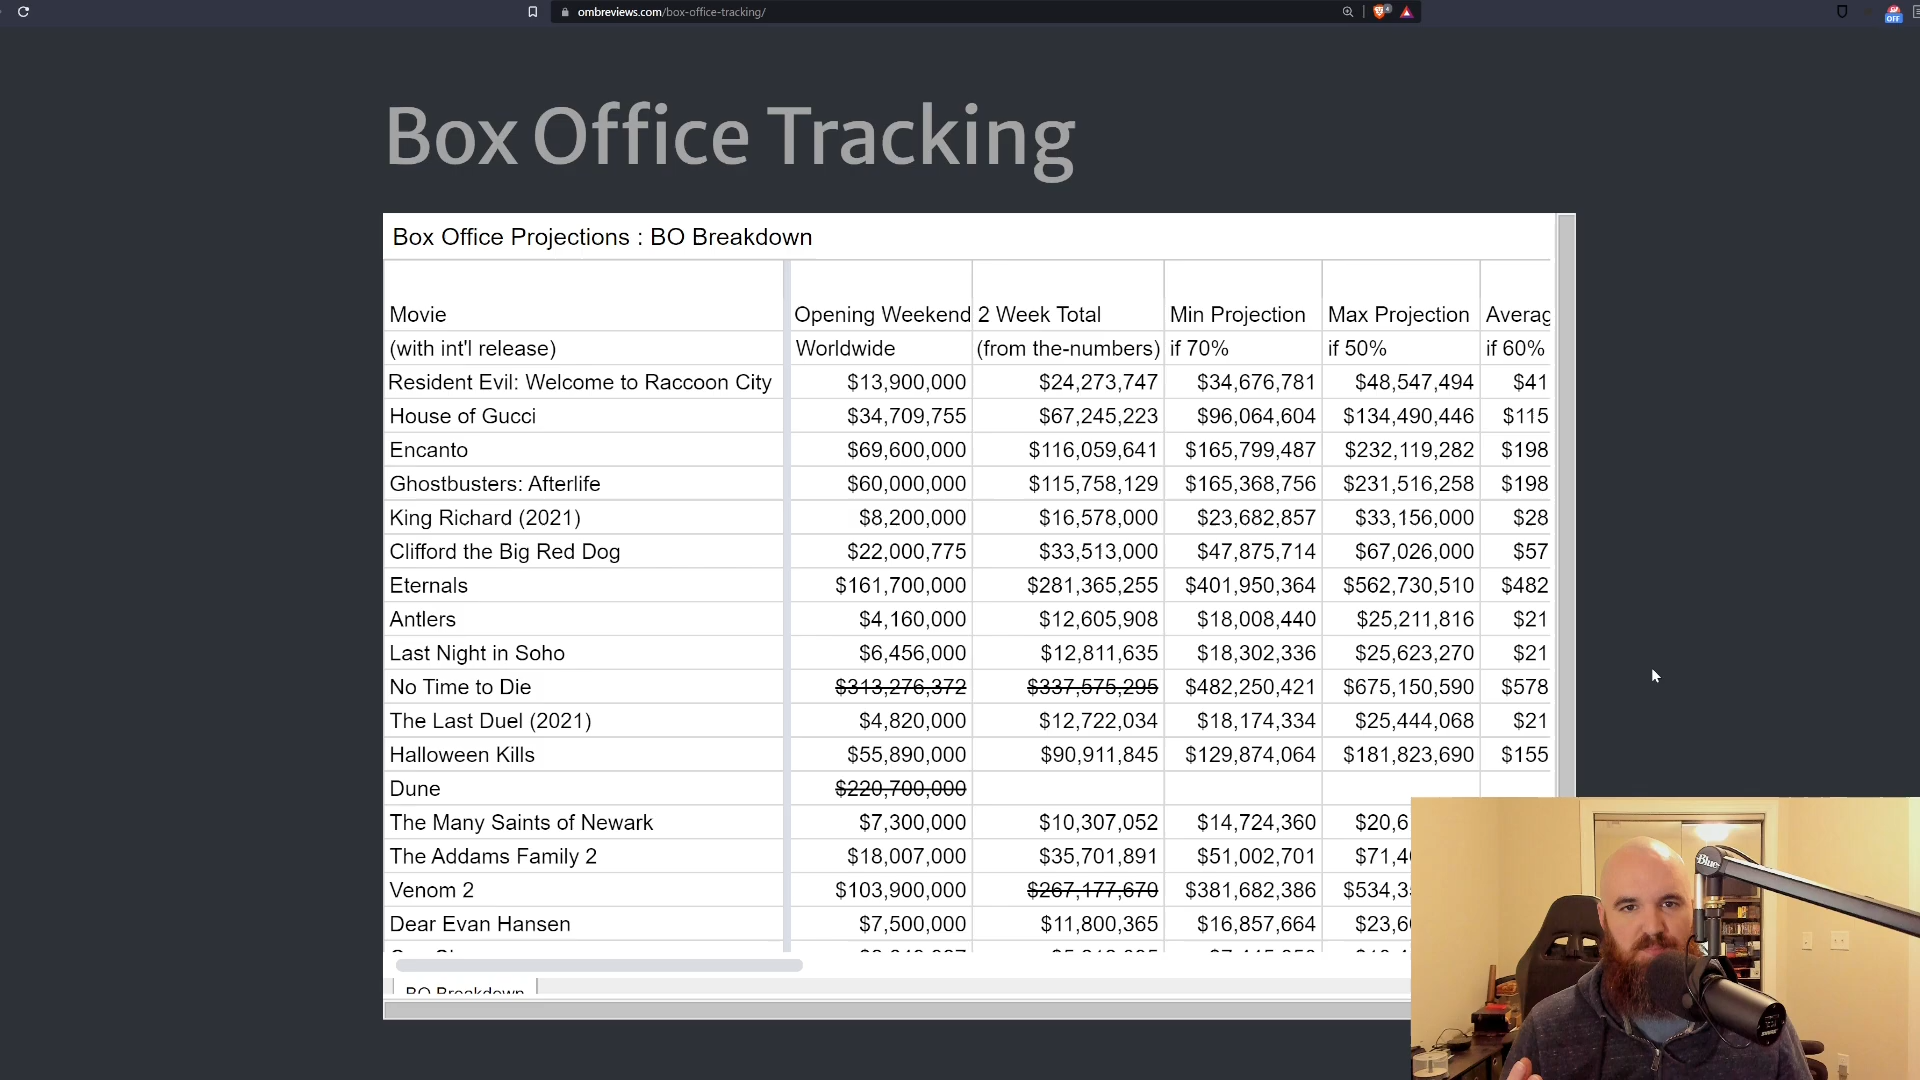 ombreviews.com/box-office-tracking/
4
OFF
Box Office Tracking
Box Office Projections : BO Breakdown
Movie Opening Weekend 2 Week Total Min Projection Max Projection Averag
(with int'l release) Worldwide (from the-numbers) if 70% if 50% if 60%
Resident Evil: Welcome to Raccoon City $13,900,000 $24,273,747 $34,676,781 $48,547,494 $41
House of Gucci $34,709,755 $67,245,223 $96,064,604 $134,490,446 $115
Encanto $69,600,000 $116,059,641 $165,799,487 $232,119,282 $198
Ghostbusters: Afterlife $60,000,000 $115,758,129 $165,368,756 $231,516,258 $198
King Richard (2021) $8,200,000 $16,578,000 $23,682,857 $33,156,000 $28
Clifford the Big Red Dog $22,000,775 $33,513,000 $47,875,714 $67,026,000 $57
Eternals $161,700,000 $281,365,255 $401,950,364 $562,730,510 $482
Antlers $4,160,000 $12,605,908 $18,008,440 $25,211,816 $21
Last Night in Soho $6,456,000 $12,811,635 $18,302,336 $25,623,270 $21
No Time to Die $313,276,372 $337,575,295 $482,250,421 $675,150,590 $578
The Last Duel (2021) $4,820,000 $12,722,034 $18,174,334 $25,444,068 $21
Halloween Kills $55,890,000 $90,911,845 $129,874,064 $181,823,690 $155
Dune $220,700,000
The Many Saints of Newark $7,300,000 $10,307,052 $14,724,360 $20,6
The Addams Family 2 $18,007,000 $35,701,891 $51,002,701 $71,4
Venom 2 $103,900,000 $267,177,670 $381,682,386 $534,3
Dear Evan Hansen $7,500,000 $11,800,365 $16,857,664 $23,6
BO Breakdown
Blue